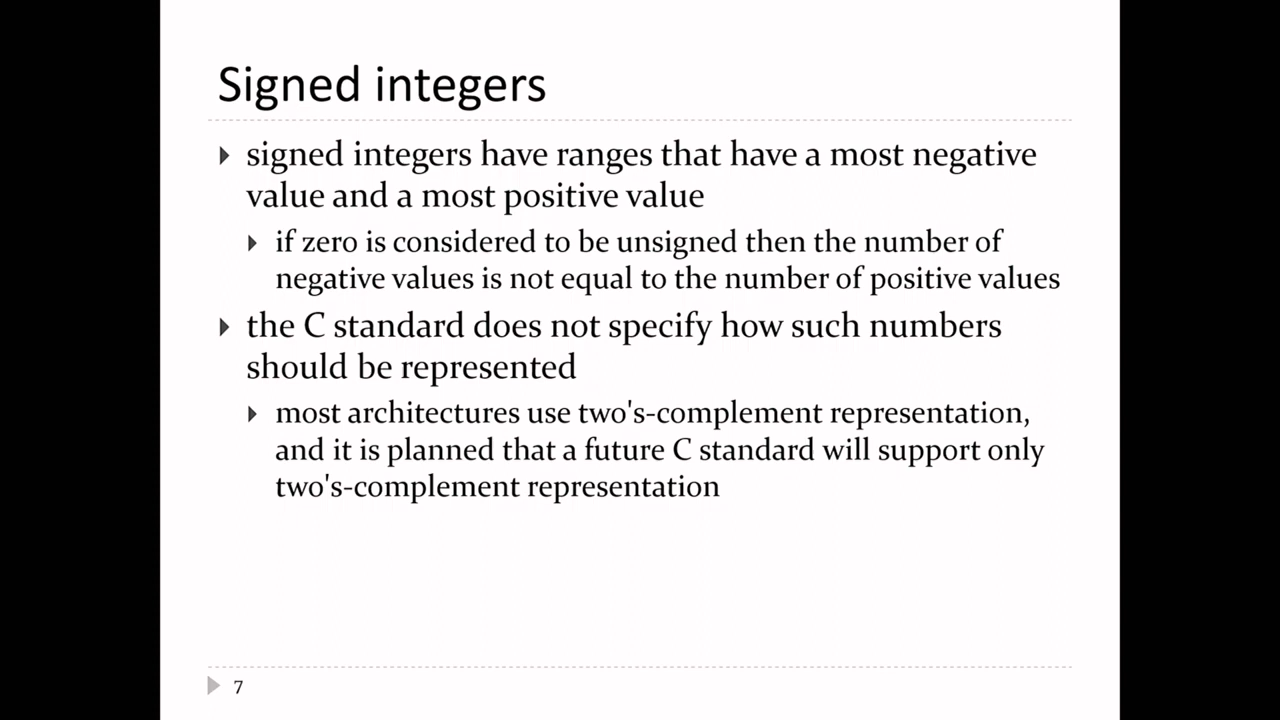 Signed integers
signed integers have ranges that have a most negative
value and a most positive value
if zero is considered to be unsigned then the number of
negative values is not equal to the number of positive values
the C standard does not specify how such numbers
should be represented
most architectures use two's-complement representation,
and it is planned that a future C standard will support only
two's-complement representation
7